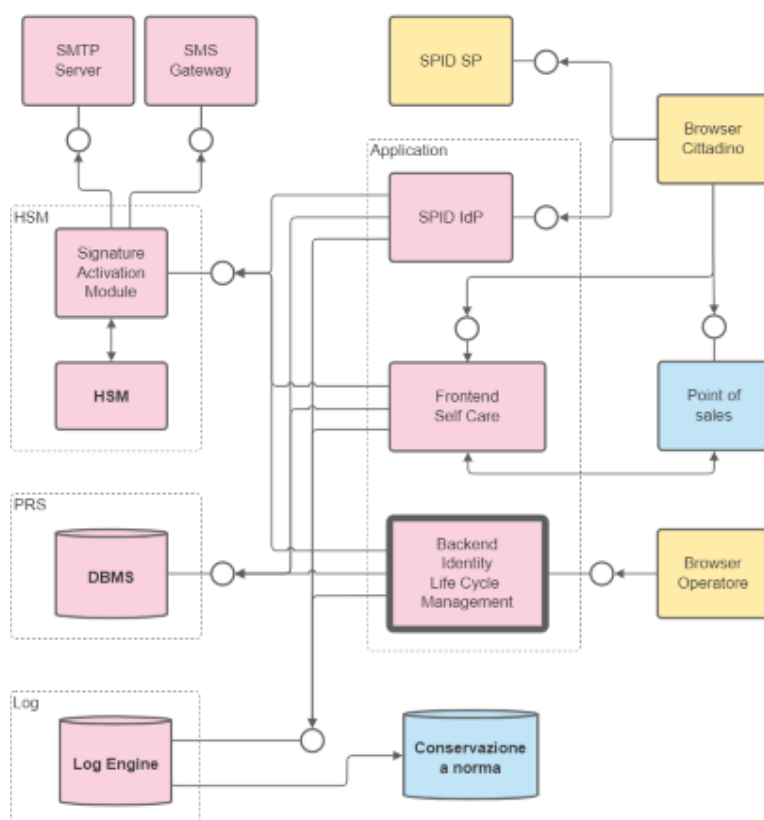 SMTP
Server
SMS
Gateway
SPID SP
Browser
Cittadino
Application
SPID IdP
HSM
Signature
Activation
Module
HSM
Frontend
Self Care
Point of
sales
PRS
DBMS
Backend
Identity
Life Cycle
Management
Browser
Operatore
Log
Log Engine
Conservazione
a norma